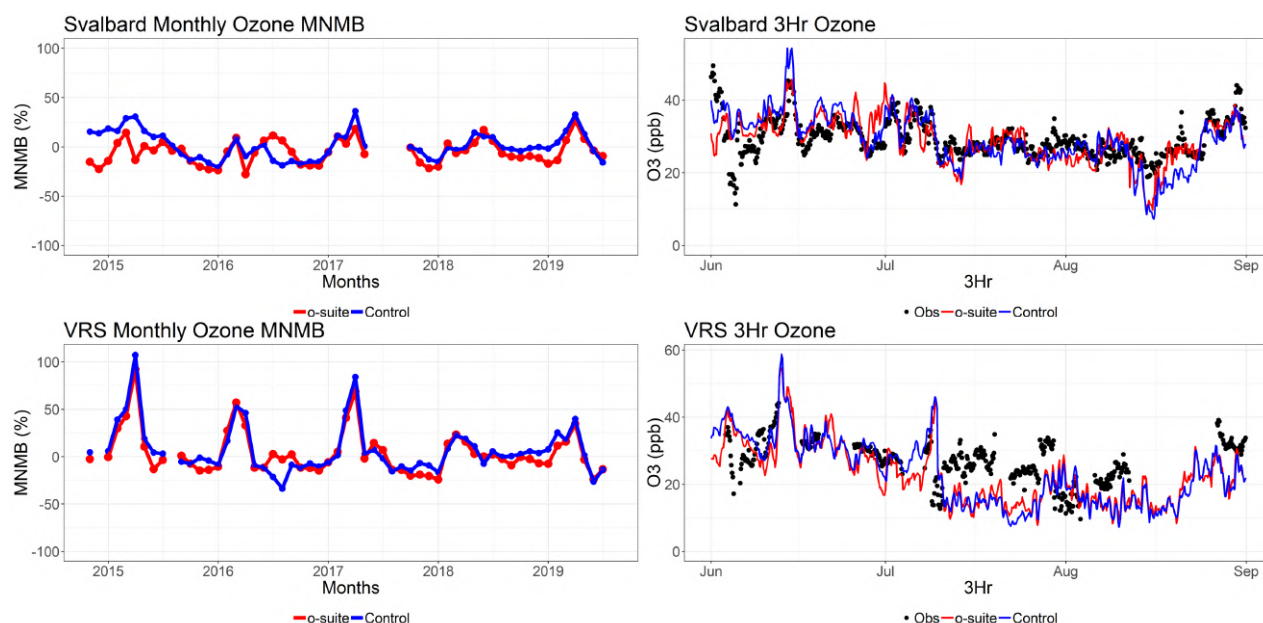 Svalbard Monthly Ozone MNMB
100
50
0
-50
-100
MNMB (%)
2015 2016 2017 2018 2019
Months
o-suite Control
Svalbard 3Hr Ozone
40
20
0
O3 (ppb)
Jun Jul Aug Sep
3Hr
Obs o-suite Control
VRS Monthly Ozone MNMB
100
50
0
-50
-100
MNMB (%)
2015 2016 2017 2018 2019
Months
o-suite Control
VRS 3Hr Ozone
60
40
20
0
O3 (ppb)
Jun Jul Aug Sep
3Hr
Obs o-suite Control